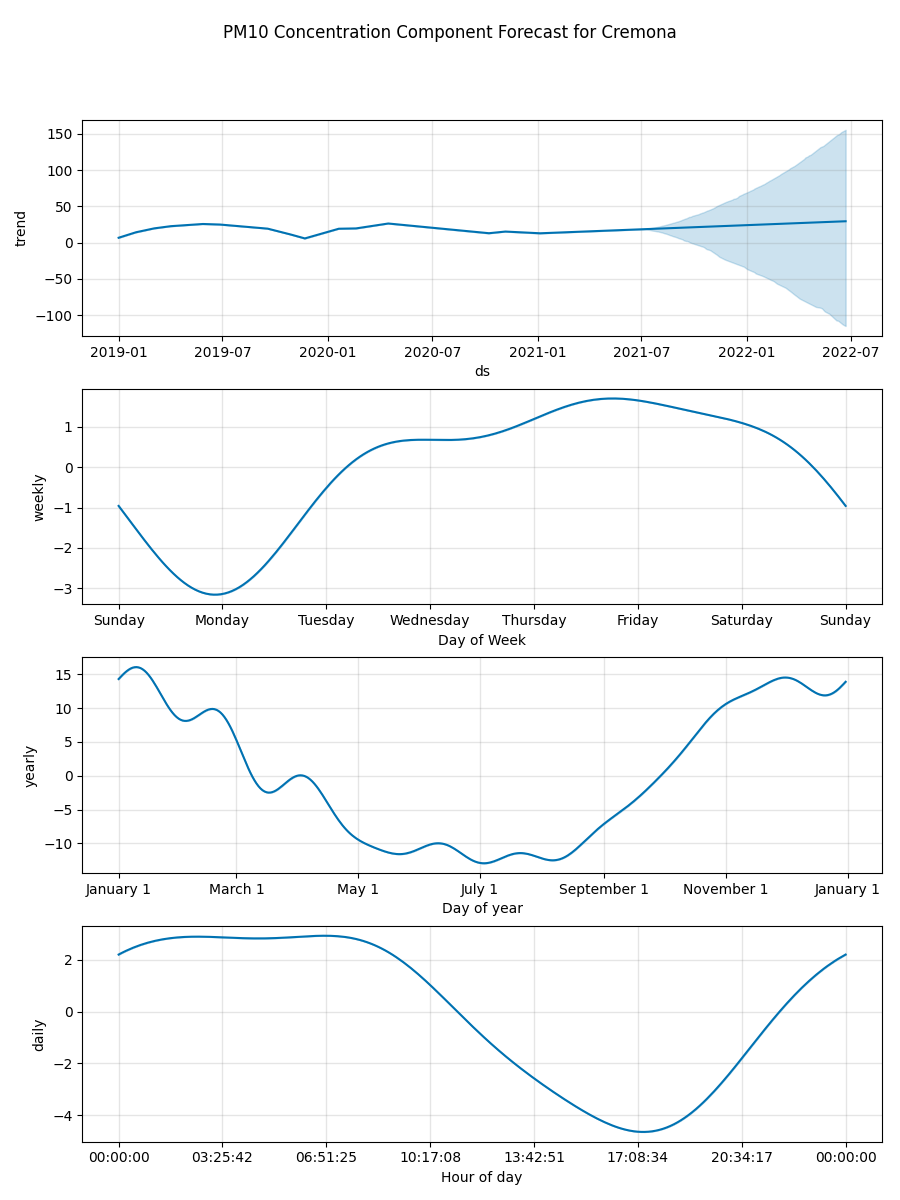 PM10 Concentration Component Forecast for Cremona
150
100
50
0
−50
−100
trend
2019-01 2019-07 2020-01 2020-07 2021-01 2021-07 2022-01 2022-07
ds
1
0
−1
−2
−3
weekly
Sunday Monday Tuesday Wednesday Thursday Friday Saturday Sunday
Day of Week
15
10
5
0
−5
−10
yearly
January 1 March 1 May 1 July 1 September 1 November 1 January 1
Day of year
2
0
−2
−4
daily
00:00:00 03:25:42 06:51:25 10:17:08 13:42:51 17:08:34 20:34:17 00:00:00
Hour of day